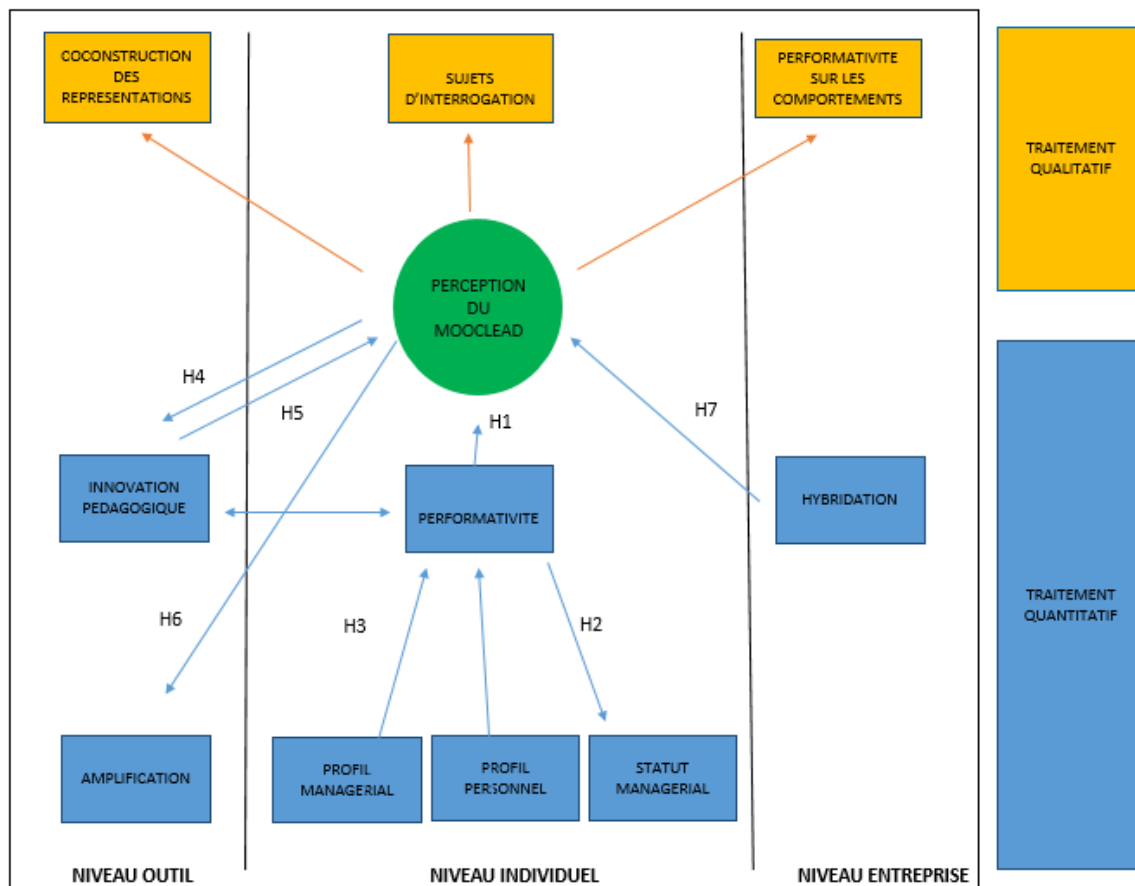 COCONSTRUCTION
DES
REPRESENTATIONS
SUJETS
D'INTERROGATION
PERFORMATIVITE
SUR LES
COMPORTEMENTS
TRAITEMENT
QUALITATIF
PERCEPTION
DU
MOOCLEAD
H4
H5
H1
H7
INNOVATION
PEDAGOGIQUE
PERFORMATIVITE
HYBRIDATION
TRAITEMENT
QUANTITATIF
H6
H3
H2
AMPLIFICATION
PROFIL
MANAGERIAL
PROFIL
PERSONNEL
STATUT
MANAGERIAL
NIVEAU OUTIL
NIVEAU INDIVIDUEL
NIVEAU ENTREPRISE